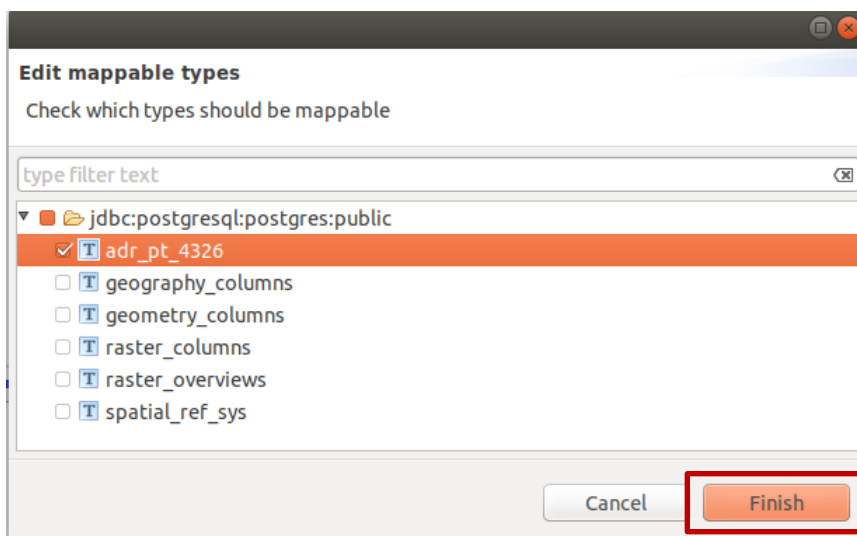 Edit mappable types
Check which types should be mappable
type filter text
jdbc:postgresql:postgres:public
T adr_pt_4326
T geography_columns
T geometry_columns
T raster_columns
T raster_overviews
T spatial_ref_sys
Cancel Finish